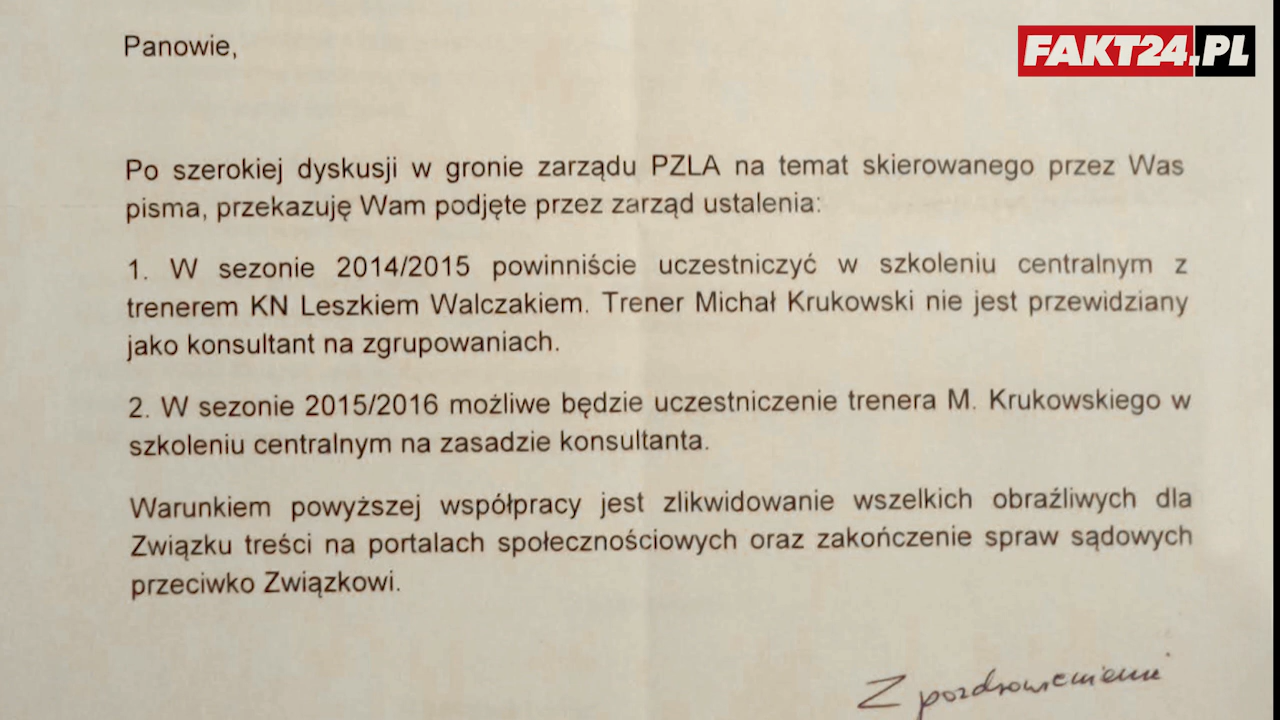 Panowie,
FAKT24.PL
Po szerokiej dyskusji w gronie zarządu PZLA na temat skierowanego przez Was
pisma, przekazuję Wam podjęte przez zarząd ustalenia:
1. W sezonie 2014/2015 powinniście uczestniczyć w szkoleniu centralnym z
trenerem KN Leszkiem Walczakiem. Trener Michał Krukowski nie jest przewidziany
jako konsultant na zgrupowaniach.
2. W sezonie 2015/2016 możliwe będzie uczestniczenie trenera M. Krukowskiego w
szkoleniu centralnym na zasadzie konsultanta.
Warunkiem powyższej współpracy jest zlikwidowanie wszelkich obraźliwych dla
Związku treści na portalach społecznościowych oraz zakończenie spraw sądowych
przeciwko Związkowi.
Z pozdrowieniami